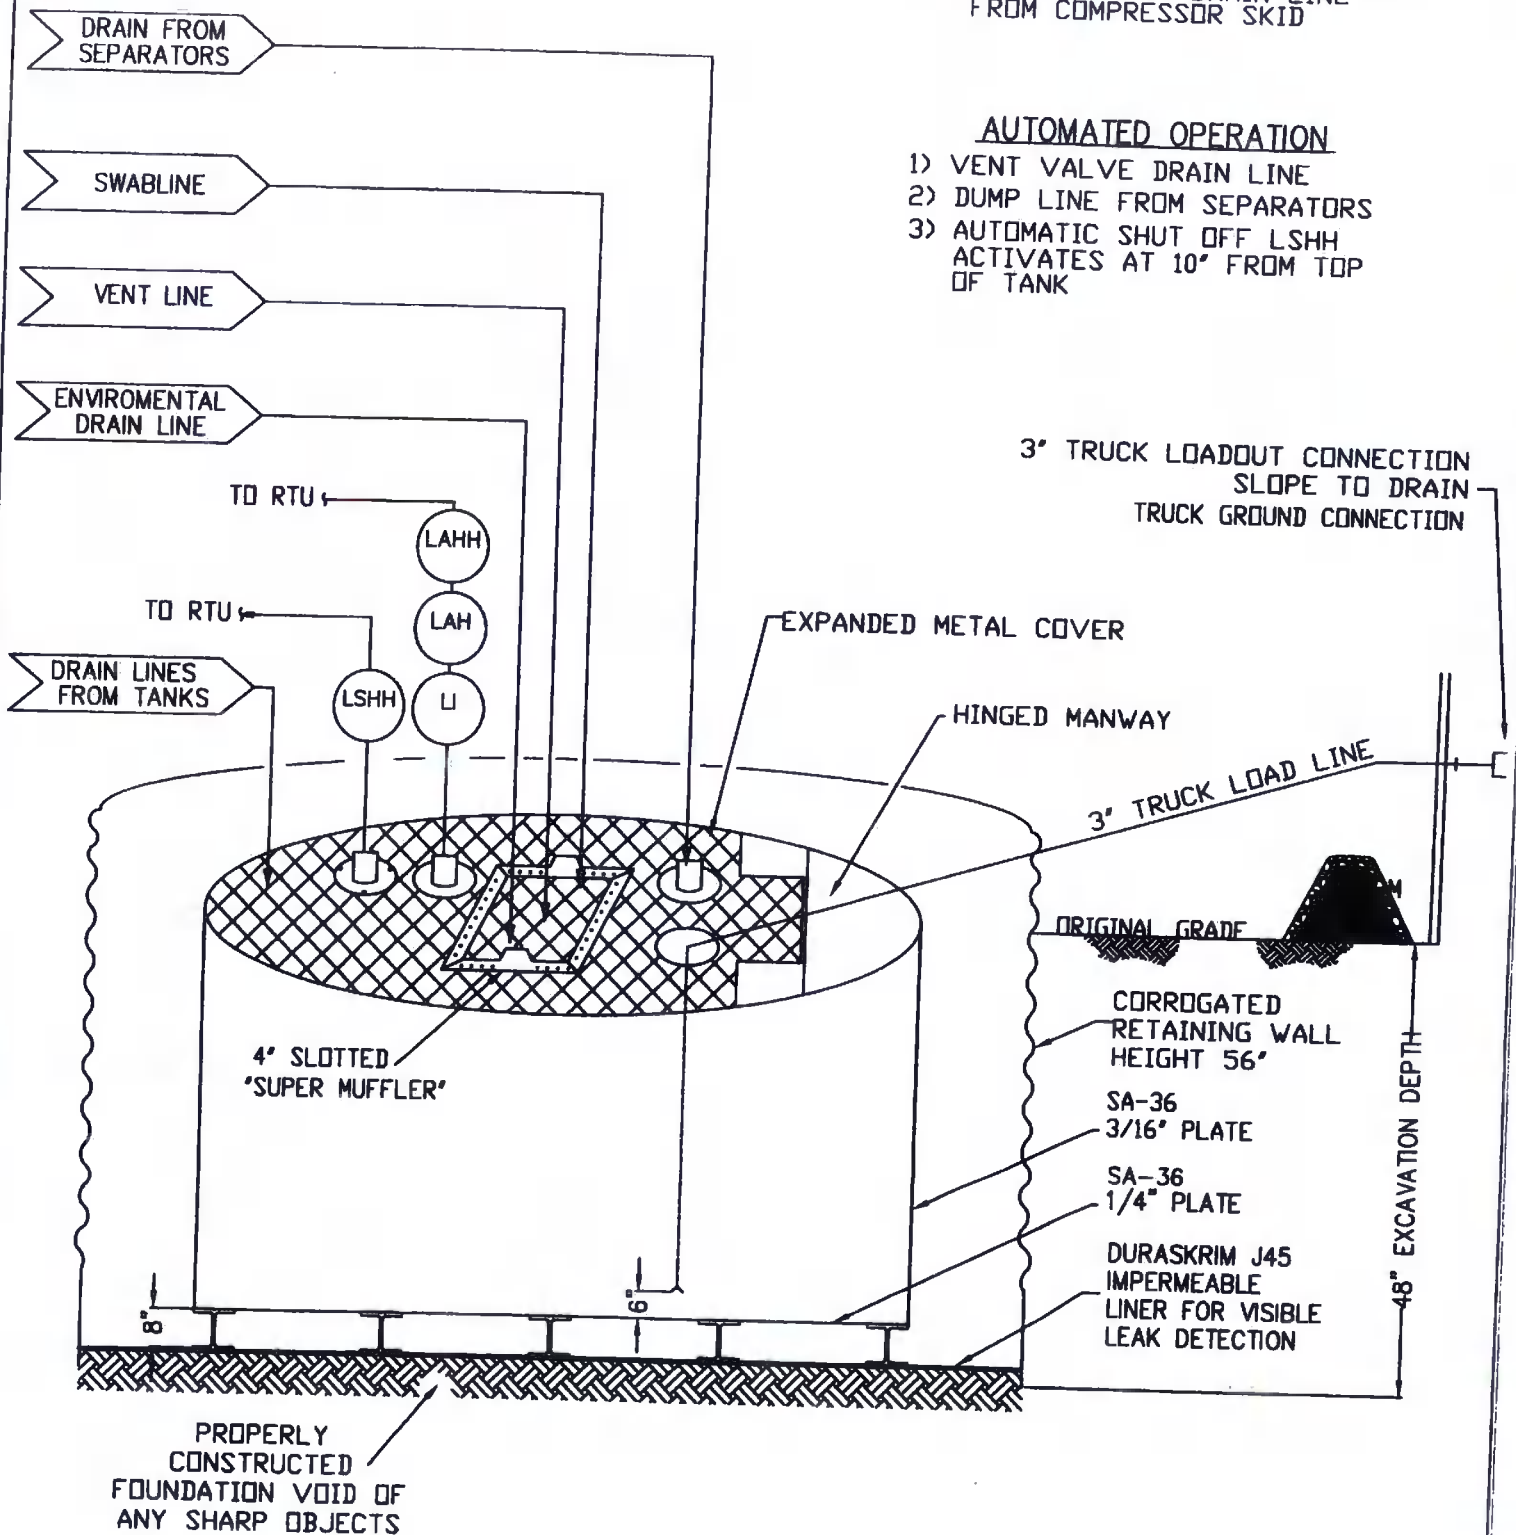 FROM COMPRESSOR SKID
DRAIN FROM
SEPARATORS
AUTOMATED OPERATION
1) VENT VALVE DRAIN LINE
2) DUMP LINE FROM SEPARATORS
3) AUTOMATIC SHUT OFF LSHH
ACTIVATES AT 10" FROM TOP
OF TANK
SWABLINE
VENT LINE
ENVIROMENTAL
DRAIN LINE
3" TRUCK LOADOUT CONNECTION
SLOPE TO DRAIN
TRUCK GROUND CONNECTION
TO RTU
LAHH
TO RTU
LAH
EXPANDED METAL COVER
DRAIN LINES
FROM TANKS
LSHH
LI
HINGED MANWAY
3" TRUCK LOAD LINE
ORIGINAL GRADE
4" SLOTTED
"SUPER MUFFLER"
CORROGATED
RETAINING WALL
HEIGHT 56"
SA-36
3/16" PLATE
SA-36
1/4" PLATE
48" EXCAVATION DEPTH
DURASKRIM J45
IMPERMEABLE
LINER FOR VISIBLE
LEAK DETECTION
8"
6"
PROPERLY
CONSTRUCTED
FOUNDATION VOID OF
ANY SHARP OBJECTS